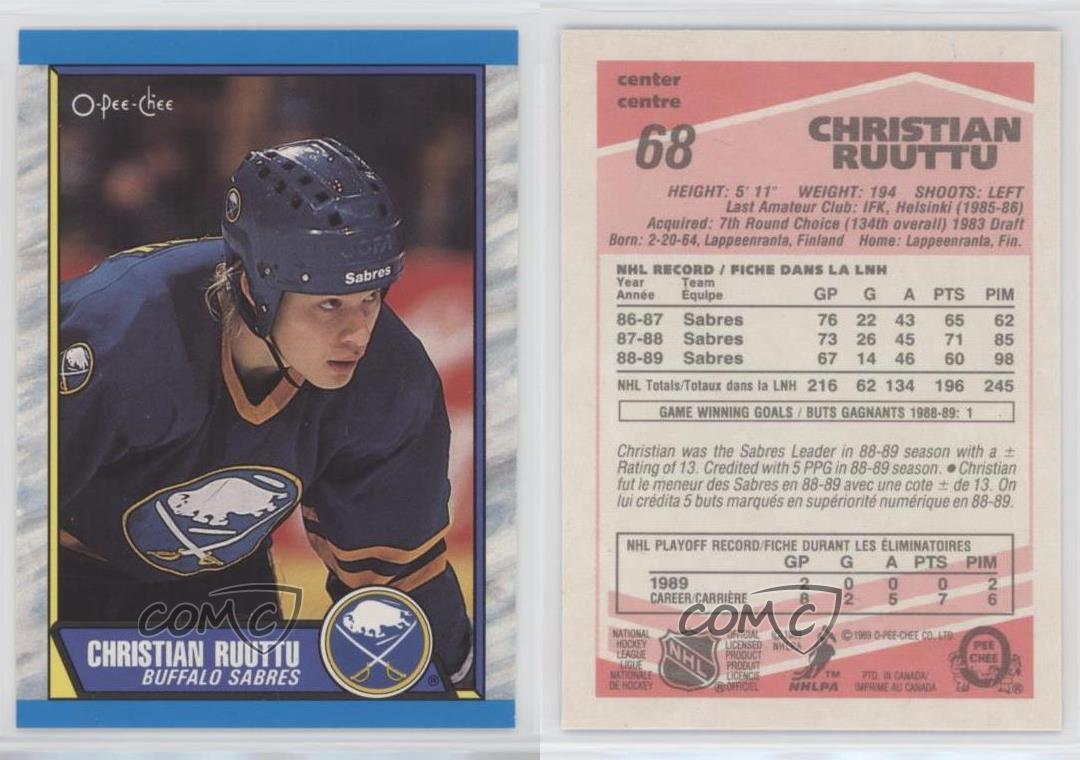 O-Pee-Chee
Sabres
CHRISTIAN RUUTTU
BUFFALO SABRES
®
COMC
center
centre
68
CHRISTIAN
RUUTTU
HEIGHT: 5' 11" WEIGHT: 194 SHOOTS: LEFT
Last Amateur Club: IFK, Helsinki (1985-86)
Acquired: 7th Round Choice (134th overall) 1983 Draft
Born: 2-20-64, Lappeenranta, Finland Home: Lappeenranta, Fin.
NHL RECORD / FICHE DANS LA LNH
Year Team
Année Équipe GP G A PTS PIM
86-87 Sabres 76 22 43 65 62
87-88 Sabres 73 26 45 71 85
88-89 Sabres 67 14 46 60 98
NHL Totals/Totaux dans la LNH 216 62 134 196 245
GAME WINNING GOALS / BUTS GAGNANTS 1988-89: 1
Christian was the Sabres Leader in 88-89 season with a ±
Rating of 13. Credited with 5 PPG in 88-89 season. ● Christian
fut le meneur des Sabres en 88-89 avec une cote ± de 13. On
lui crédita 5 buts marqués en supériorité numérique en 88-89.
NHL PLAYOFF RECORD/FICHE DURANT LES ÉLIMINATOIRES
GP G A PTS PIM
1989 2 0 0 0 2
CAREER/CARRIÈRE 8 2 5 7 6
COMC
NATIONAL
HOCKEY
LEAGUE
LIGUE
NATIONALE
DE HOCKEY
NHL
®
OFFICIAL
LICENSED
PRODUCT
PRODUIT
LICENCIÉ
OFFICIEL
NHLPA
TM
NHLPA
© 1989 O-PEE-CHEE CO., LTD.
PTD. IN CANADA/
IMPRIMÉ AU CANADA
O
PEE
CHEE
®